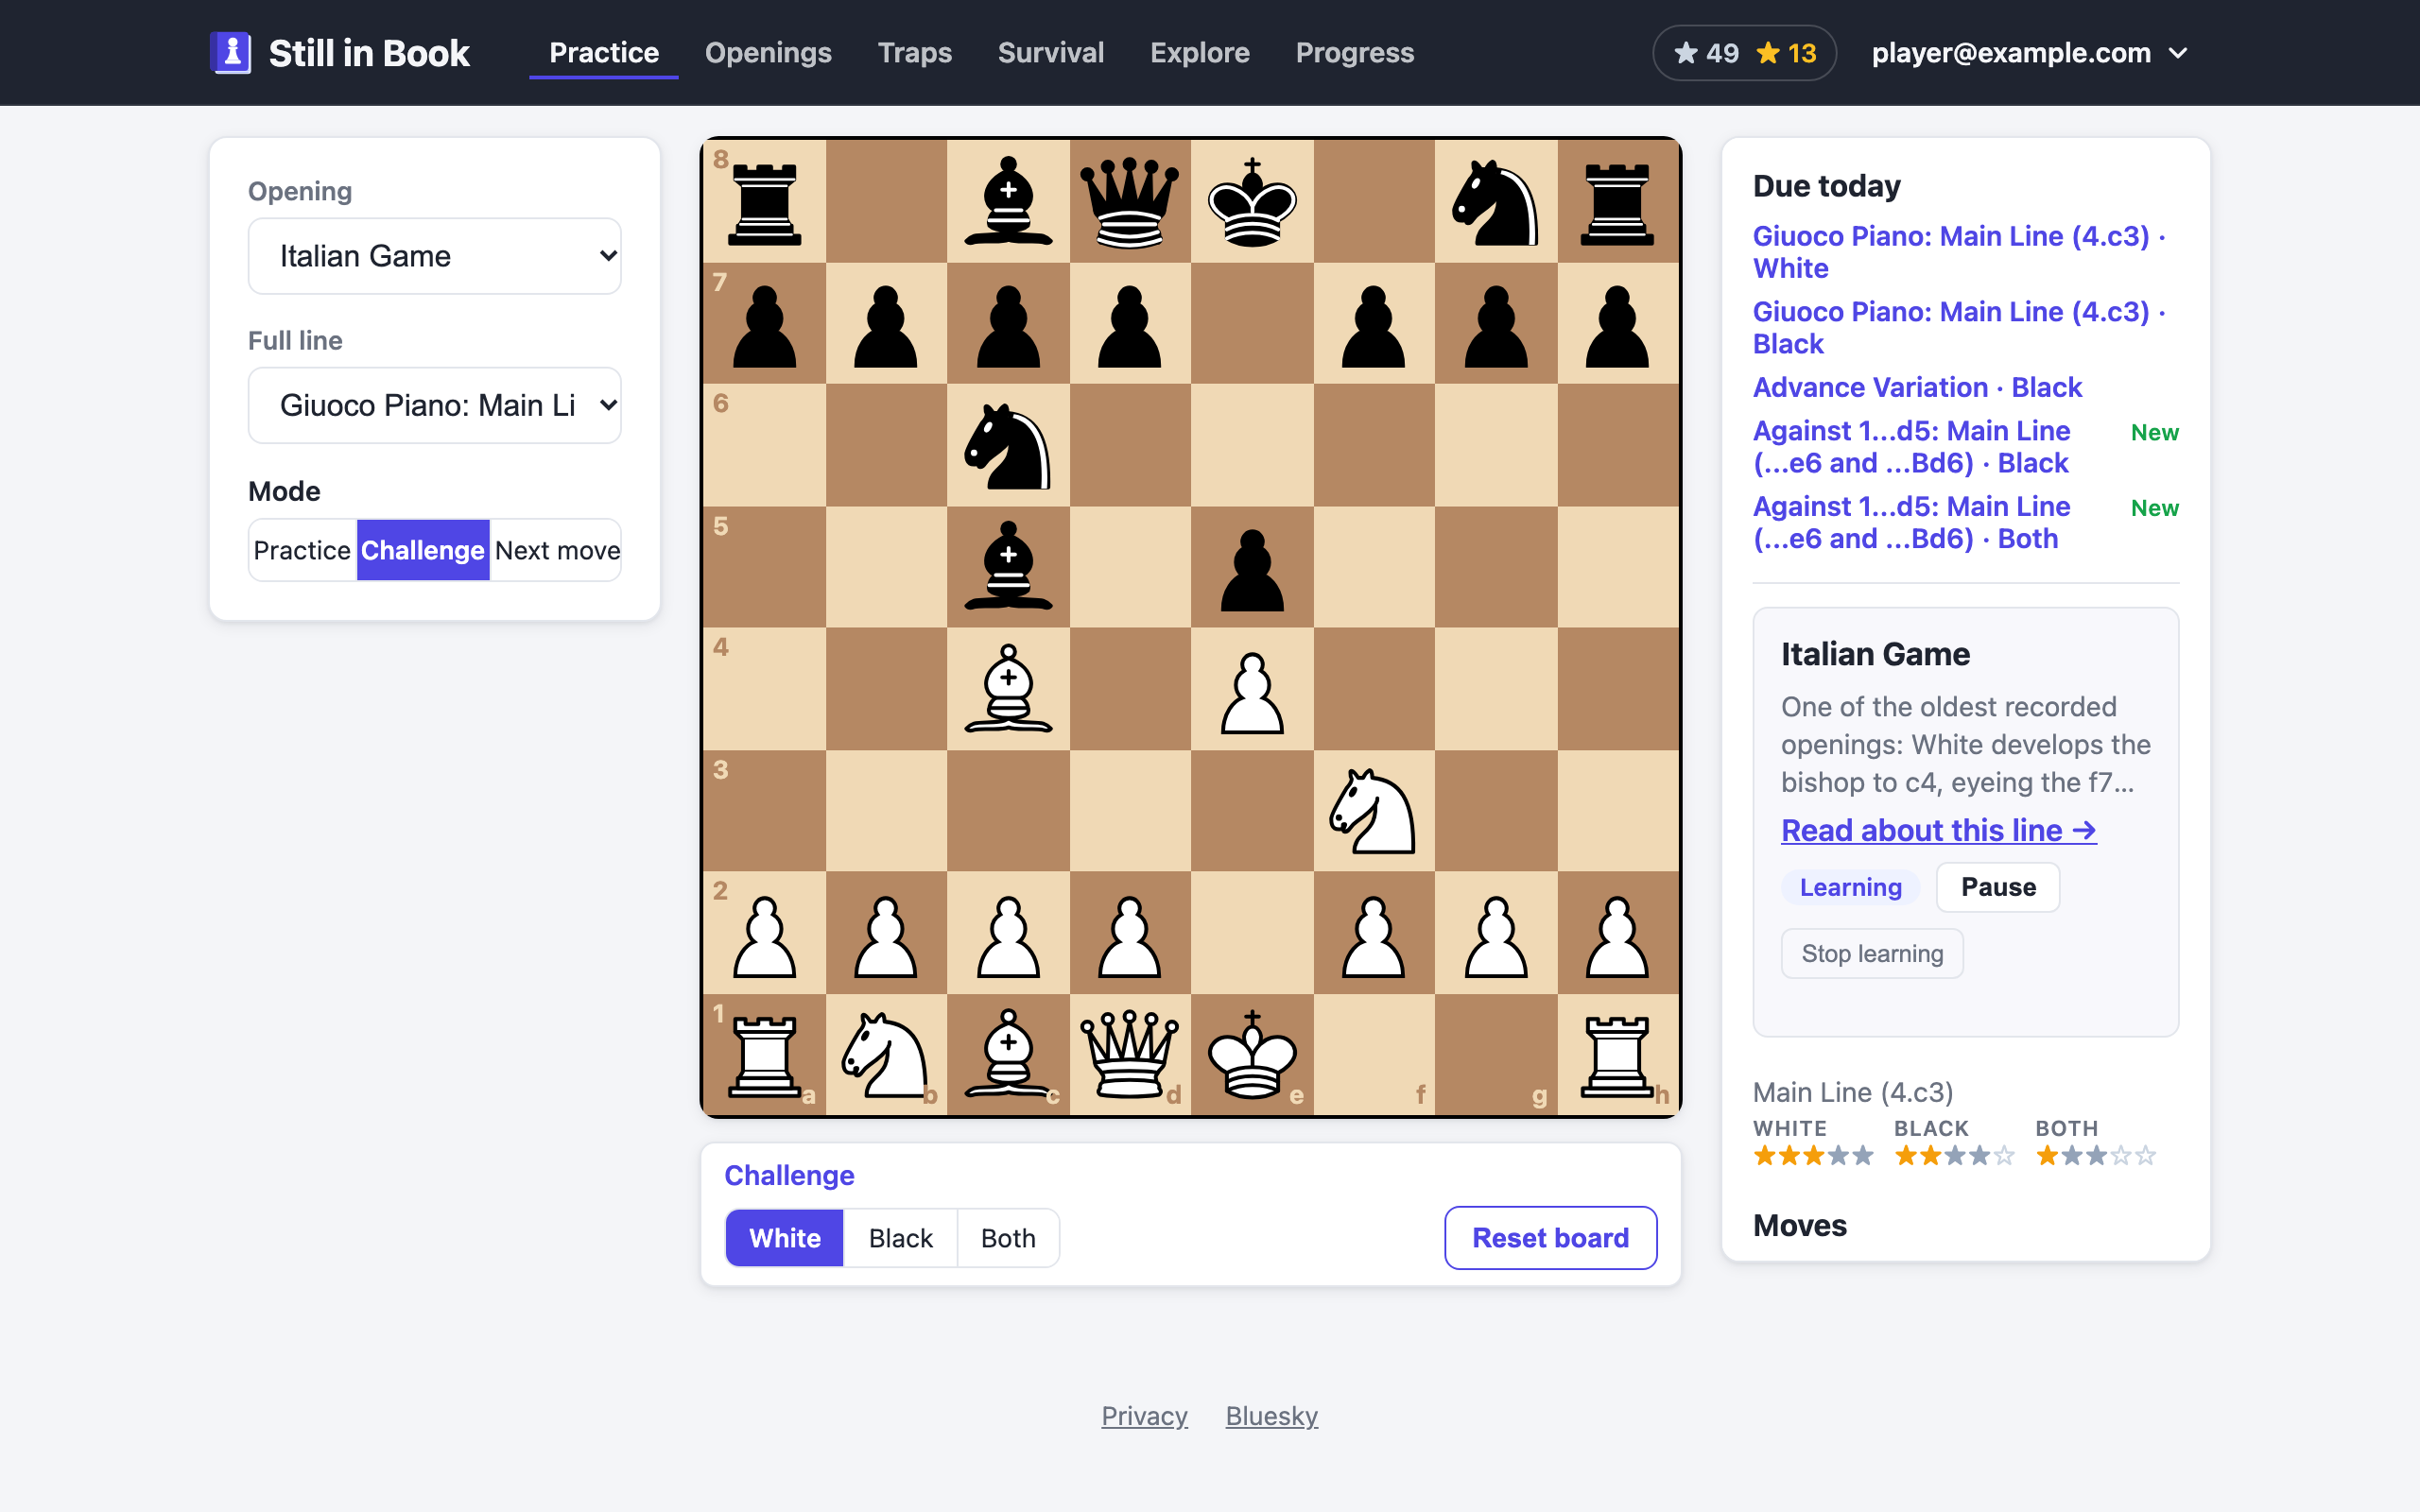 Still in Book
Practice
Openings
Traps
Survival
Explore
Progress
49
13
player@example.com
Opening
Italian Game
Full line
Giuoco Piano: Main Li
Mode
Practice
Challenge
Next move
8
7
6
5
4
3
2
1
a
b
c
d
e
f
g
h
Challenge
White
Black
Both
Reset board
Due today
Giuoco Piano: Main Line (4.c3) ·
White
Giuoco Piano: Main Line (4.c3) ·
Black
Advance Variation · Black
Against 1...d5: Main Line
(...e6 and ...Bd6) · Black
New
Against 1...d5: Main Line
(...e6 and ...Bd6) · Both
New
Italian Game
One of the oldest recorded
openings: White develops the
bishop to c4, eyeing the f7...
Read about this line →
Learning
Pause
Stop learning
Main Line (4.c3)
WHITE
BLACK
BOTH
Moves
Privacy
Bluesky